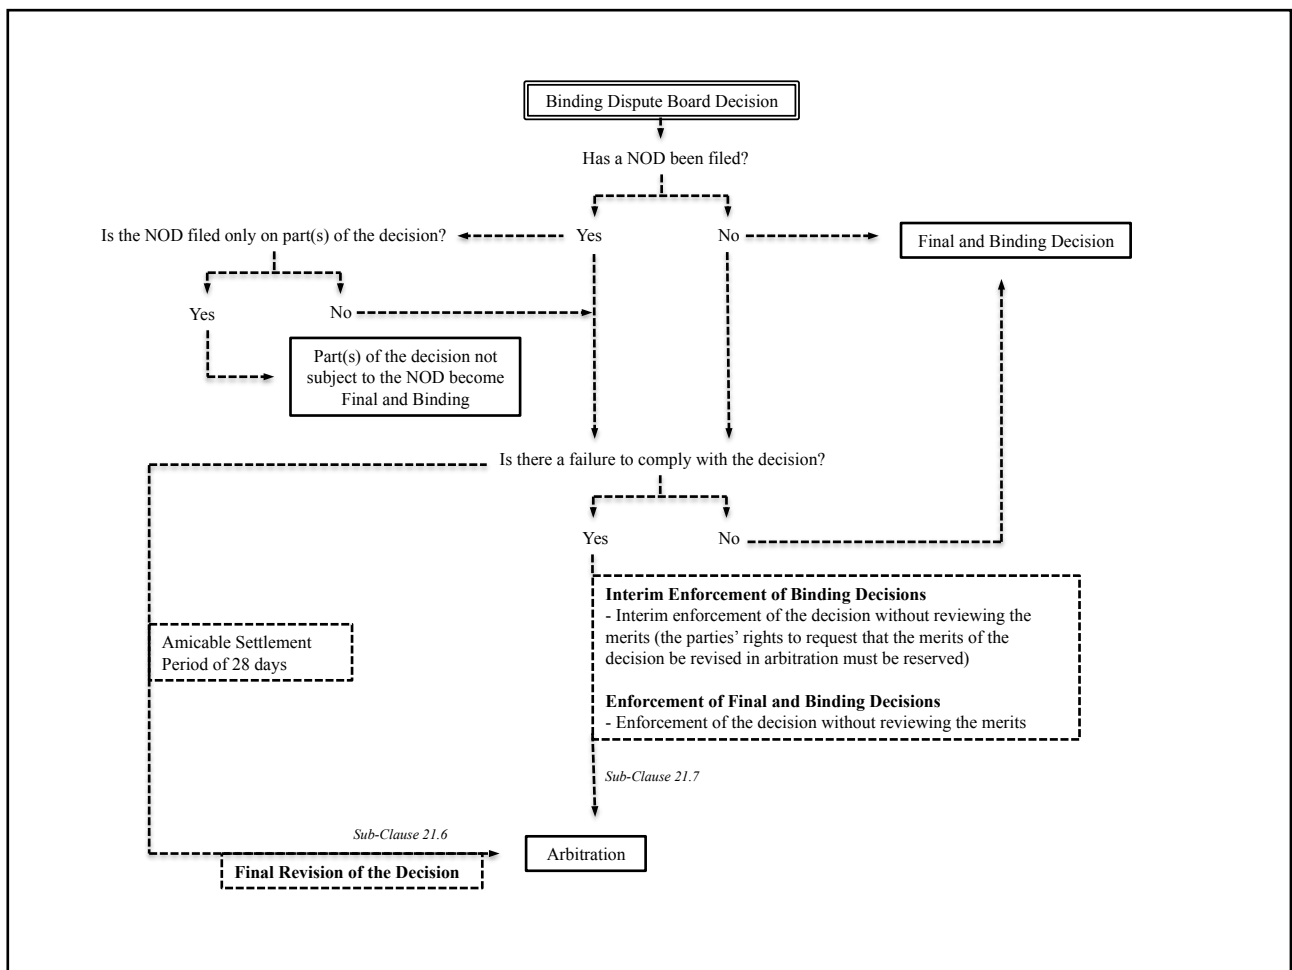 Binding Dispute Board Decision
Has a NOD been filed?
Is the NOD filed only on part(s) of the decision?
Yes
No
Final and Binding Decision
Yes
No
Part(s) of the decision not
subject to the NOD become
Final and Binding
Is there a failure to comply with the decision?
Yes
No
Interim Enforcement of Binding Decisions
- Interim enforcement of the decision without reviewing the
merits (the parties' rights to request that the merits of the
decision be revised in arbitration must be reserved)
Enforcement of Final and Binding Decisions
- Enforcement of the decision without reviewing the merits
Amicable Settlement
Period of 28 days
Sub-Clause 21.7
Sub-Clause 21.6
Arbitration
Final Revision of the Decision